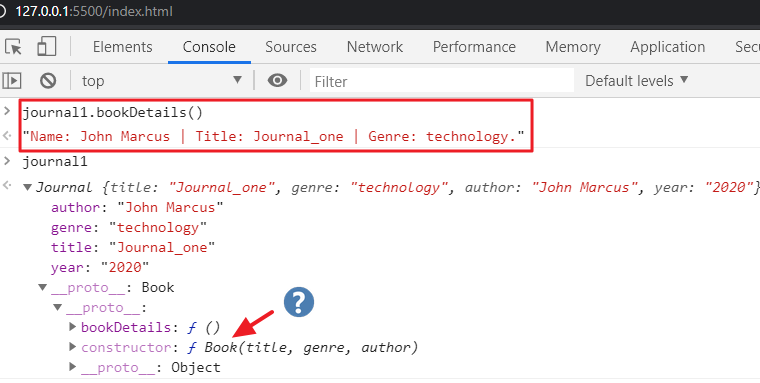 127.0.0.1:5500/index.html
Elements Console Sources Network Performance Memory Application Secu
top Filter Default levels ▼
> journal1.bookDetails()
"Name: John Marcus | Title: Journal_one | Genre: technology."
> journal1
▼Journal {title: "Journal_one", genre: "technology", author: "John Marcus", year: "2020"}
author: "John Marcus"
genre: "technology"
title: "Journal_one"
year: "2020"
▼__proto__: Book
▼__proto__:
?
▶bookDetails: ƒ ()
▶constructor: ƒ Book(title, genre, author)
▶__proto__: Object